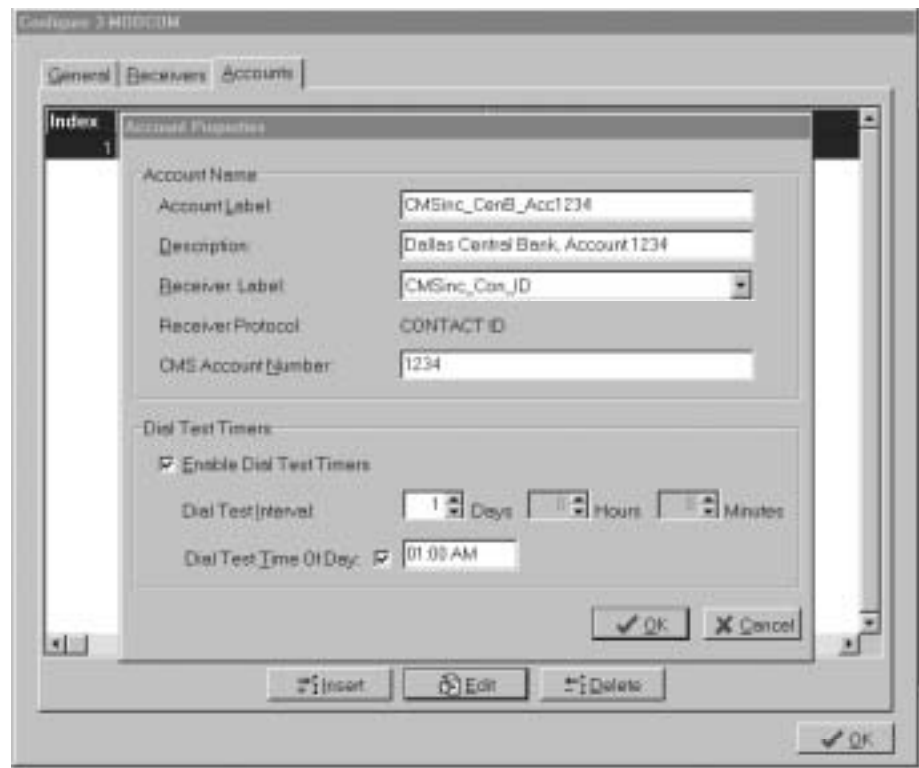 Configure 3-MODCOM
General Receivers Accounts
Index
1
Account Properties
Account Name
Account Label:
CMSinc_CenB_Acc1234
Description:
Dallas Central Bank, Account 1234
Receiver Label:
CMSinc_Con_ID
Receiver Protocol:
CONTACT ID
CMS Account Number:
1234
Dial Test Timers
Enable Dial Test Timers
Dial Test Interval:
1 Days Hours Minutes
Dial Test Time Of Day:
01:00 AM
OK Cancel
Insert Edit Delete
OK